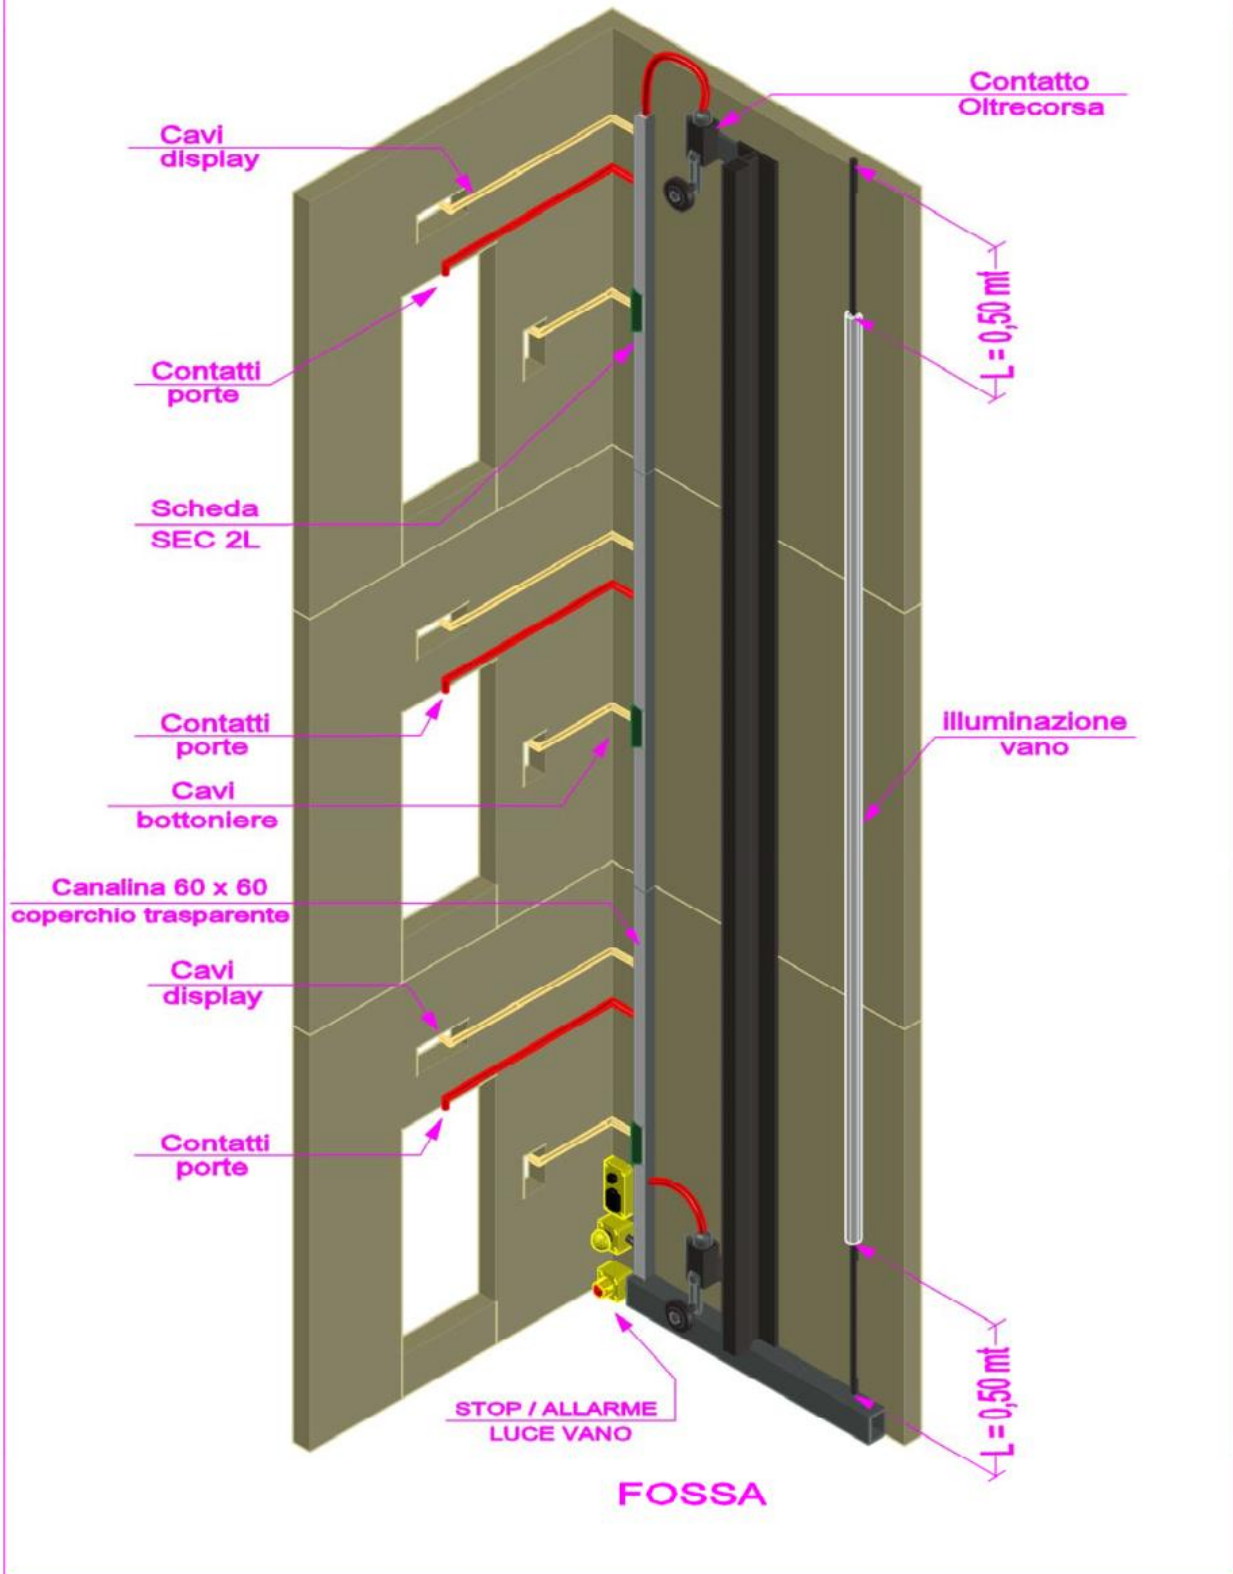 Contatto
Oltrecorsa
Cavi
display
L = 0,50 mt
Contatti
porte
Scheda
SEC 2L
Contatti
porte
illuminazione
vano
Cavi
bottoniere
Canalina 60 x 60
coperchio trasparente
Cavi
display
Contatti
porte
L = 0,50 mt
STOP / ALLARME
LUCE VANO
FOSSA